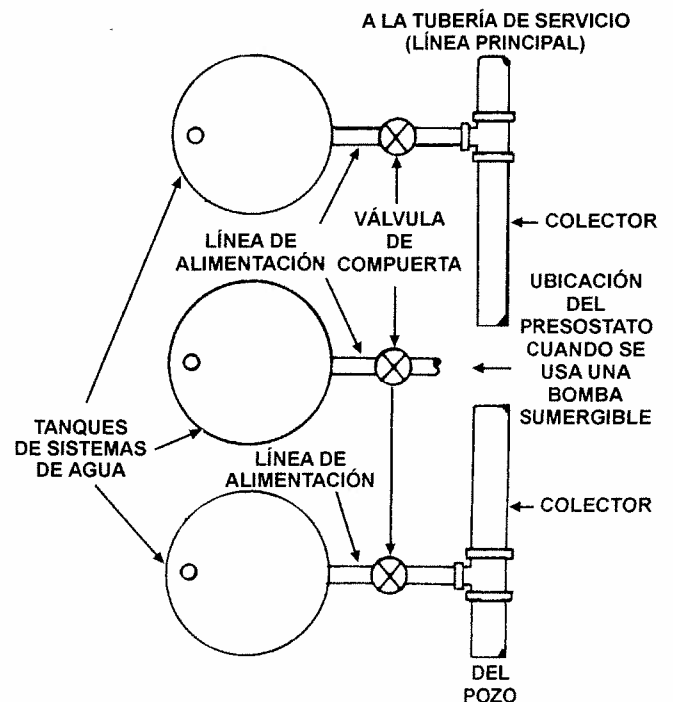 A LA TUBERÍA DE SERVICIO
(LÍNEA PRINCIPAL)
LÍNEA DE
ALIMENTACIÓN
VÁLVULA
DE
COMPUERTA
COLECTOR
UBICACIÓN
DEL
PRESOSTATO
CUANDO SE
USA UNA
BOMBA
SUMERGIBLE
TANQUES
DE SISTEMAS
DE AGUA
LÍNEA DE
ALIMENTACIÓN
COLECTOR
DEL
POZO